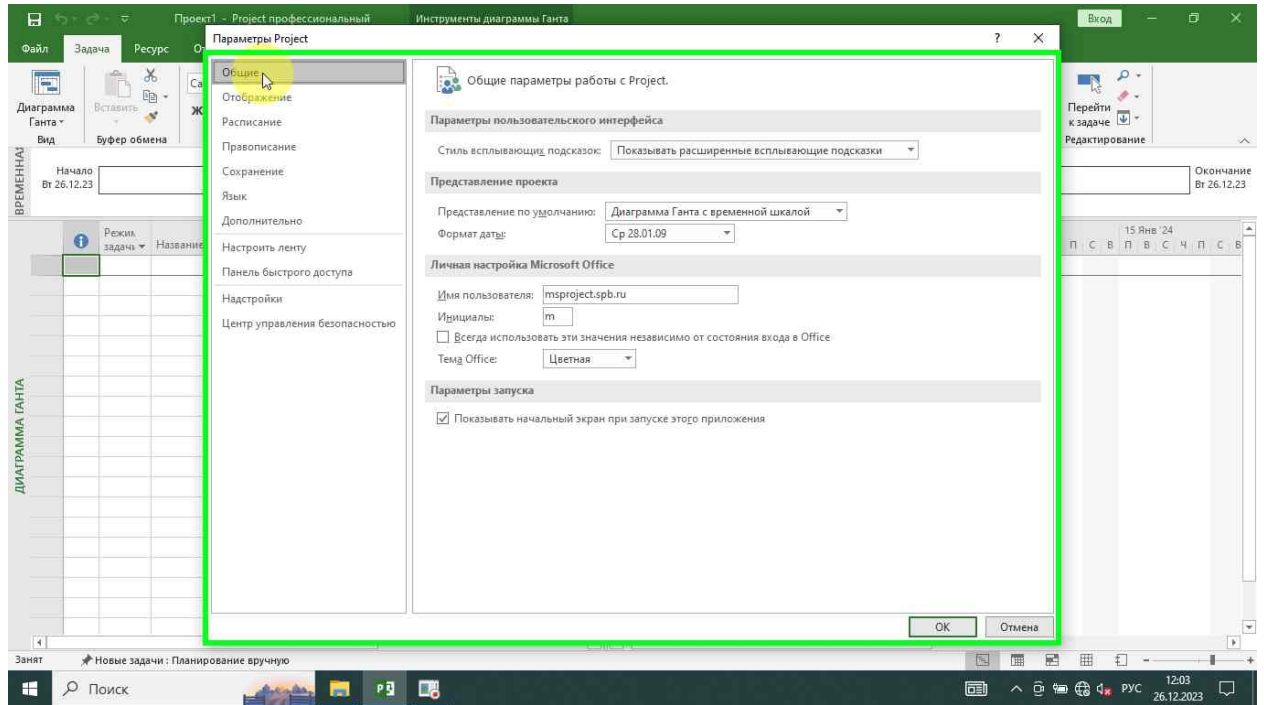 Проект1 - Project профессиональный
Инструменты диаграммы Ганта
Вход
Файл Задача Ресурс
Параметры Project
Диаграмма Ганта
Вставить
Вид
Буфер обмена
Перейти к задаче
Редактирование
Начало
Вт 26.12.23
Окончание
Вт 26.12.23
Режим задачи
Название
15 Янв '24
П С В П В С Ч П С В
ДИАГРАММА ГАНТА
Общие
Отображение
Расписание
Правописание
Сохранение
Язык
Дополнительно
Настроить ленту
Панель быстрого доступа
Надстройки
Центр управления безопасностью
Общие параметры работы с Project.
Параметры пользовательского интерфейса
Стиль всплывающих подсказок: Показывать расширенные всплывающие подсказки
Представление проекта
Представление по умолчанию: Диаграмма Ганта с временной шкалой
Формат даты: Ср 28.01.09
Личная настройка Microsoft Office
Имя пользователя: msproject.spb.ru
Инициалы: m
Всегда использовать эти значения независимо от состояния входа в Office
Тема Office: Цветная
Параметры запуска
Показывать начальный экран при запуске этого приложения
ОК Отмена
Занят
Новые задачи : Планирование вручную
Поиск
РУС
12:03
26.12.2023